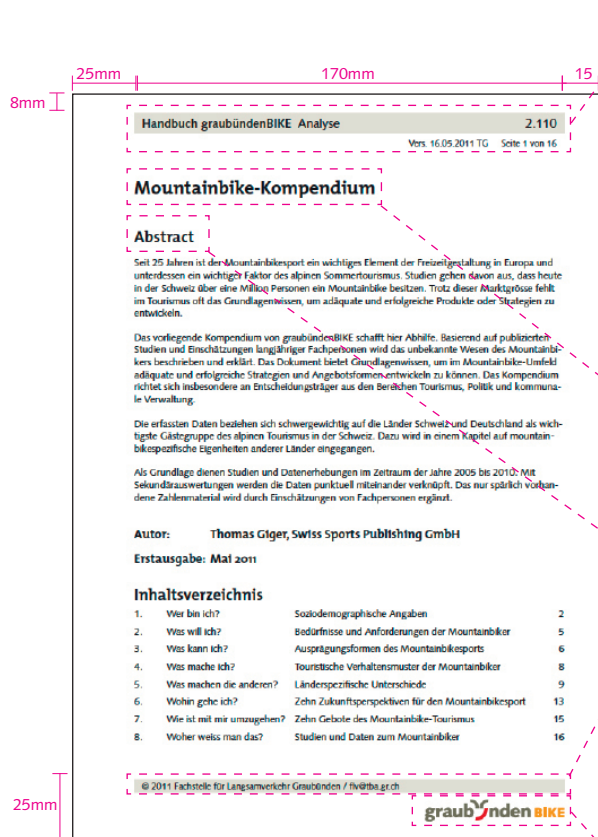 25mm 170mm 15
8mm
Handbuch graubündenBIKE Analyse 2.110
Vers. 16.05.2011 TG Seite 1 von 16
Mountainbike-Kompendium
Abstract
Seit 25 Jahren ist der Mountainbikesport ein wichtiges Element der Freizeitgestaltung in Europa und
unterdessen ein wichtiger Faktor des alpinen Sommertourismus. Studien gehen davon aus, dass heute
in der Schweiz über eine Million Personen ein Mountainbike besitzen. Trotz dieser Marktgrösse fehlt
im Tourismus oft das Grundlagenwissen, um adäquate und erfolgreiche Produkte oder Strategien zu
entwickeln.
Das vorliegende Kompendium von graubündenBIKE schafft hier Abhilfe. Basierend auf publizierten
Studien und Einschätzungen langjähriger Fachpersonen wird das unbekannte Wesen des Mountainbi-
kers beschrieben und erklärt. Das Dokument bietet Grundlagenwissen, um im Mountainbike-Umfeld
adäquate und erfolgreiche Strategien und Angebotsformen entwickeln zu können. Das Kompendium
richtet sich insbesondere an Entscheidungsträger aus den Bereichen Tourismus, Politik und kommuna-
le Verwaltung.
Die erfassten Daten beziehen sich schwergewichtig auf die Länder Schweiz und Deutschland als wich-
tigste Gästegruppe des alpinen Tourismus in der Schweiz. Dazu wird in einem Kapitel auf mountain-
bikespezifische Eigenheiten anderer Länder eingegangen.
Als Grundlage dienen Studien und Datenerhebungen im Zeitraum der Jahre 2005 bis 2010. Mit
Sekundärauswertungen werden die Daten punktuell miteinander verknüpft. Das nur spärlich vorhan-
dene Zahlenmaterial wird durch Einschätzungen von Fachpersonen ergänzt.
Autor: Thomas Giger, Swiss Sports Publishing GmbH
Erstausgabe: Mai 2011
Inhaltsverzeichnis
1. Wer bin ich? Soziodemographische Angaben 2
2. Was will ich? Bedürfnisse und Anforderungen der Mountainbiker 5
3. Was kann ich? Ausprägungsformen des Mountainbikesports 6
4. Was mache ich? Touristische Verhaltensmuster der Mountainbiker 8
5. Was machen die anderen? Länderspezifische Unterschiede 9
6. Wohin gehe ich? Zehn Zukunftsperspektiven für den Mountainbikesport 13
7. Wie ist mit mir umzugehen? Zehn Gebote des Mountainbike-Tourismus 15
8. Woher weiss man das? Studien und Daten zum Mountainbiker 16
© 2011 Fachstelle für Langsamverkehr Graubünden / flv@tba.gr.ch
25mm
graubünden BIKE